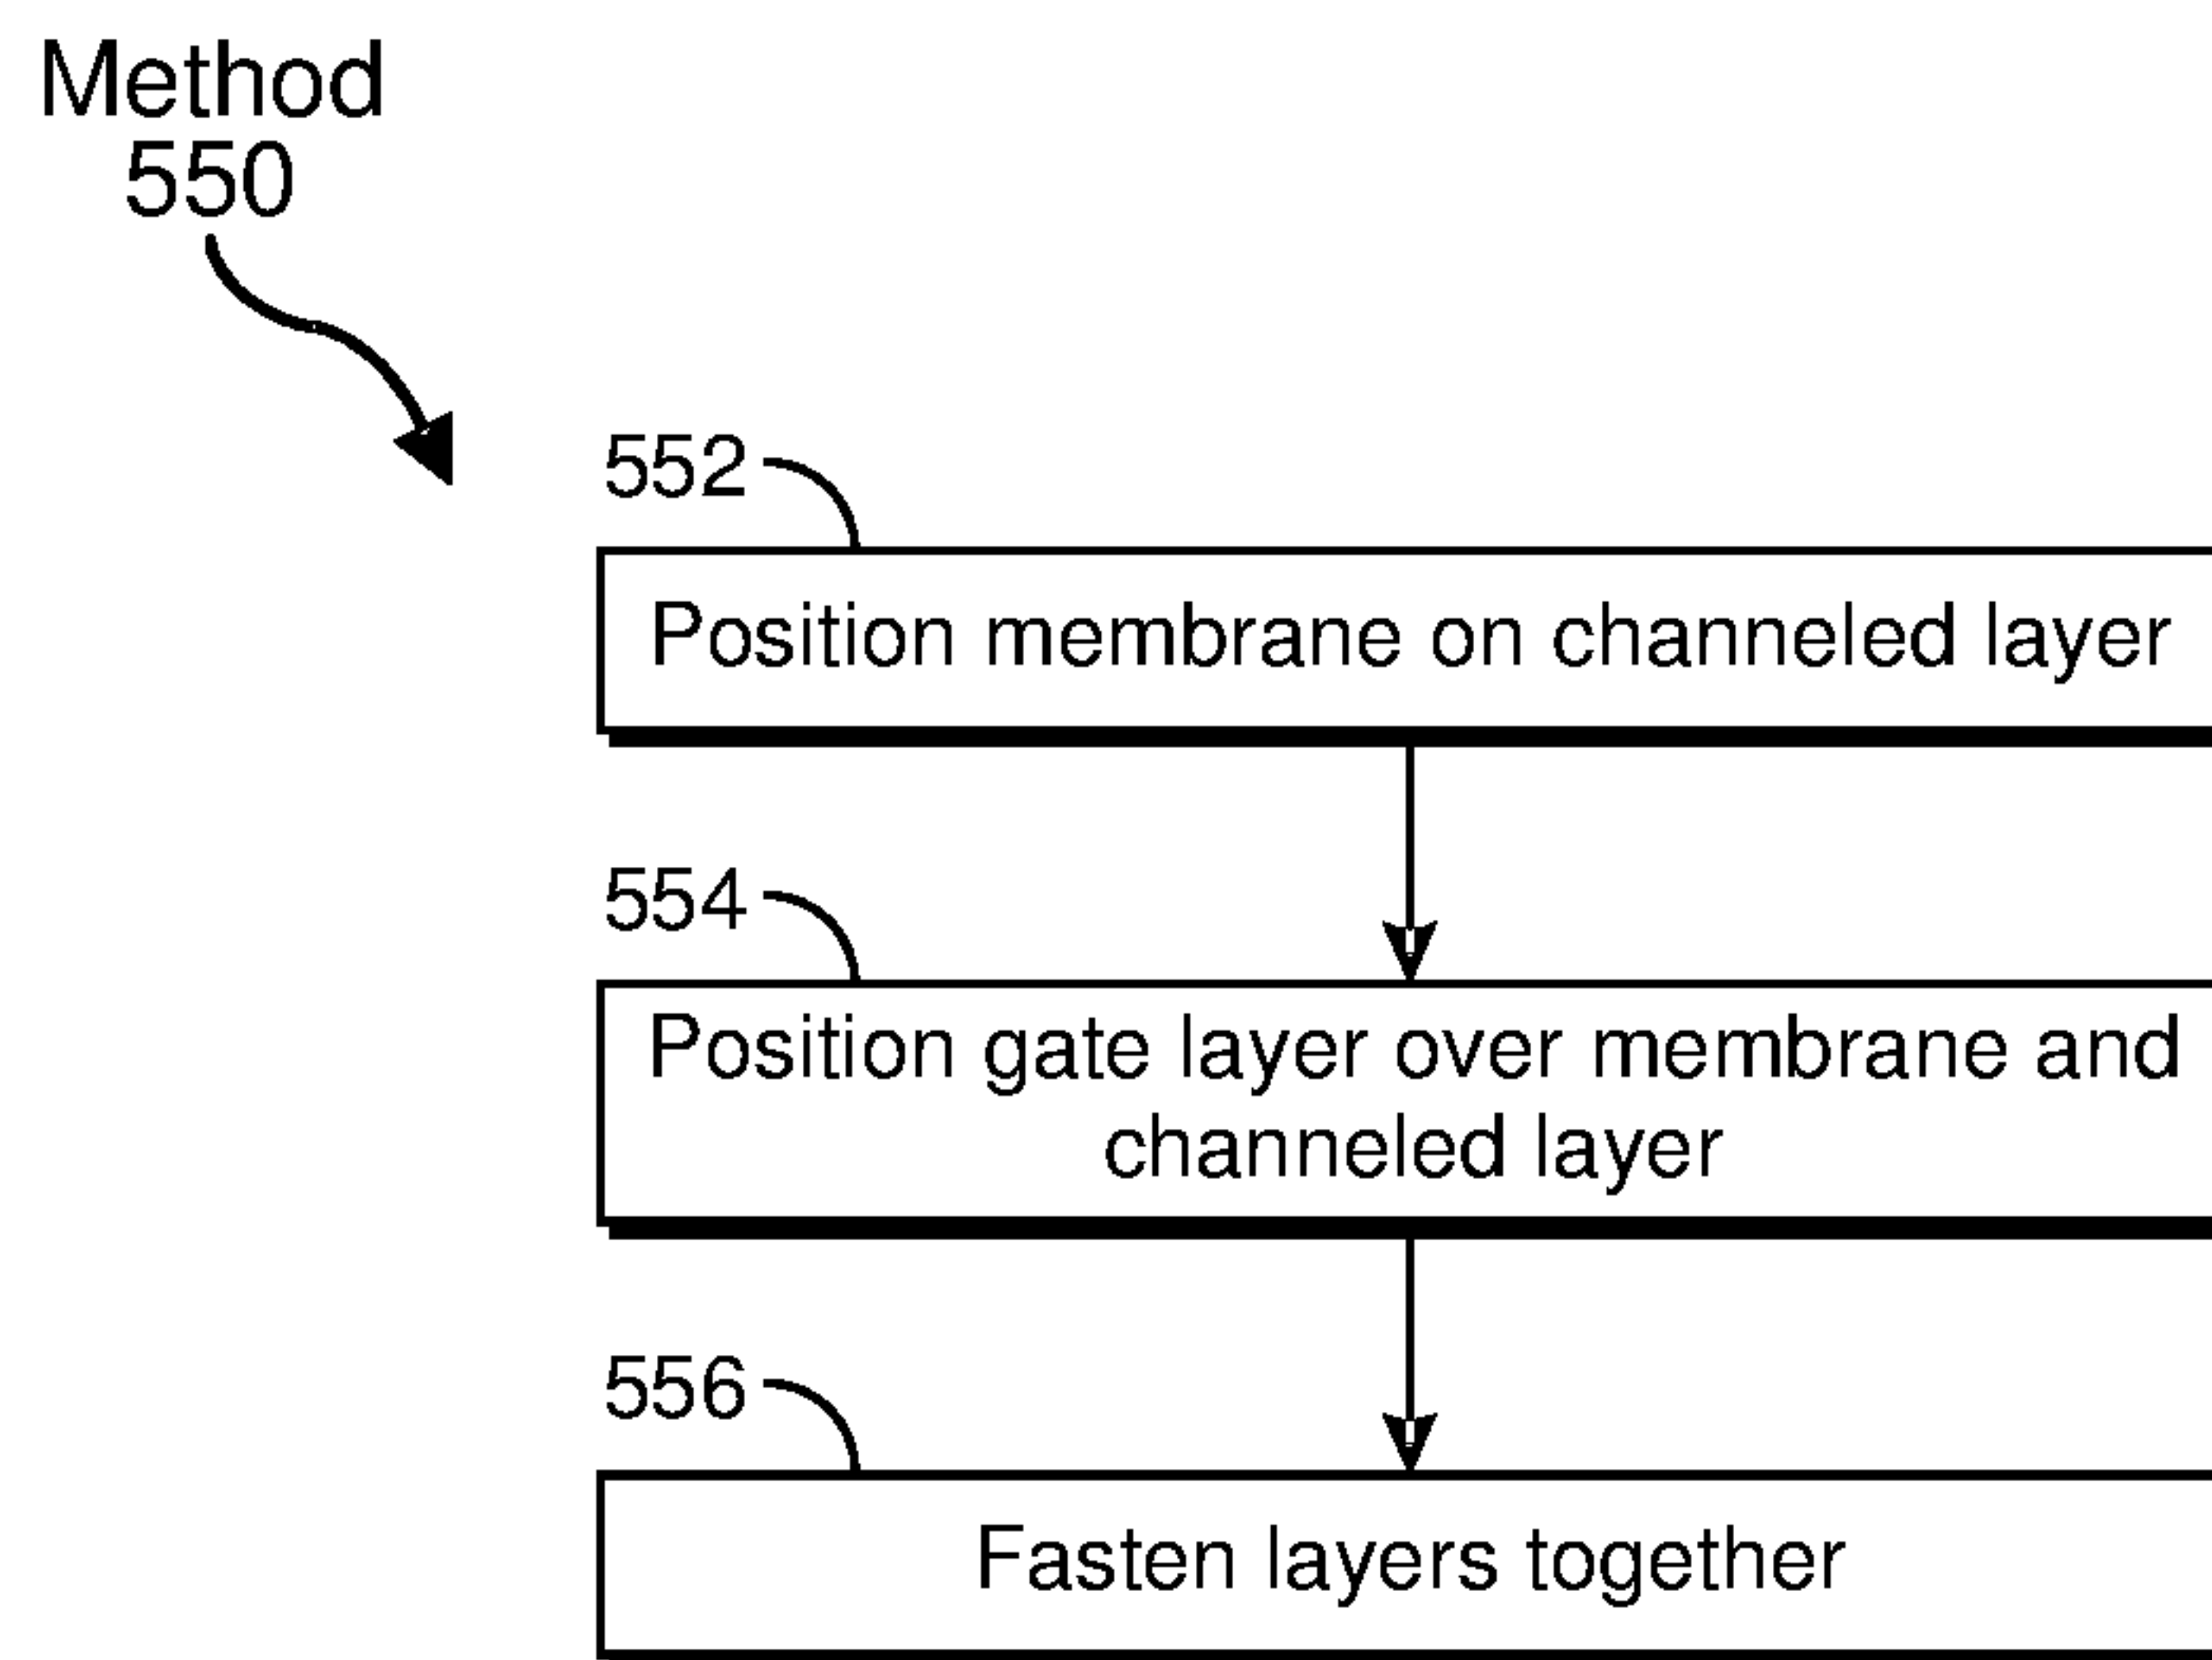 Method
550
552
Position membrane on channeled layer
554
Position gate layer over membrane and
channeled layer
556
Fasten layers together